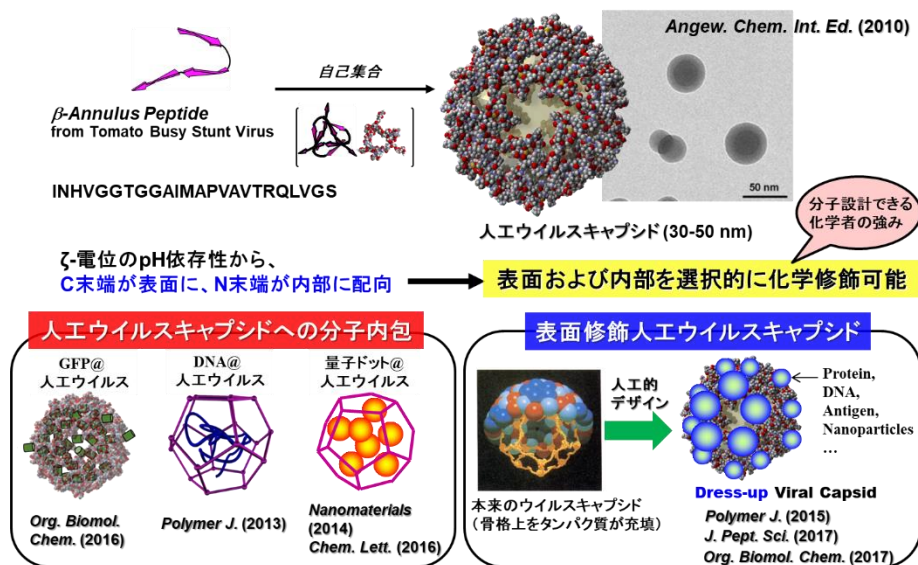 Angew. Chem. Int. Ed. (2010)
自己集合
β-Annulus Peptide
from Tomato Busy Stunt Virus
INHVGGTGGAIMAPVAVTRQLVGS
50 nm
人工ウイルスキャプシド (30-50 nm)
分子設計できる
化学者の強み
ζ-電位のpH依存性から、
C末端が表面に、N末端が内部に配向
表面および内部を選択的に化学修飾可能
人工ウイルスキャプシドへの分子内包
GFP@
人工ウイルス
DNA@
人工ウイルス
量子ドット@
人工ウイルス
Org. Biomol.
Chem. (2016)
Polymer J. (2013)
Nanomaterials
(2014)
Chem. Lett. (2016)
表面修飾人工ウイルスキャプシド
人工的
デザイン
Protein,
DNA,
Antigen,
Nanoparticles
…
本来のウイルスキャプシド
（骨格上をタンパク質が充填）
Dress-up Viral Capsid
Polymer J. (2015)
J. Pept. Sci. (2017)
Org. Biomol. Chem. (2017)